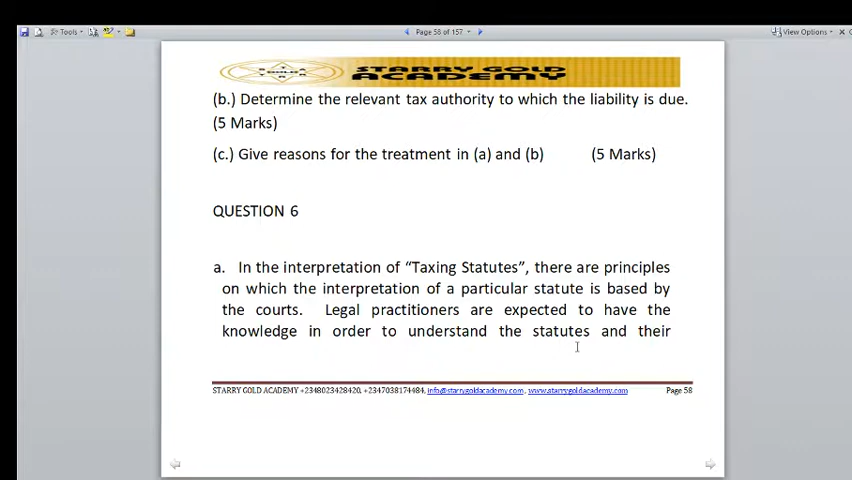 Tools
Page 58 of 157
View Options
STARRY GOLD
ACADEMY
(b.) Determine the relevant tax authority to which the liability is due.
(5 Marks)
(c.) Give reasons for the treatment in (a) and (b) (5 Marks)
QUESTION 6
a. In the interpretation of “Taxing Statutes”, there are principles
on which the interpretation of a particular statute is based by
the courts. Legal practitioners are expected to have the
knowledge in order to understand the statutes and their
STARRY GOLD ACADEMY +2348023428420, +2347038174484, info@starrygoldacademy.com, www.starrygoldacademy.com Page 58